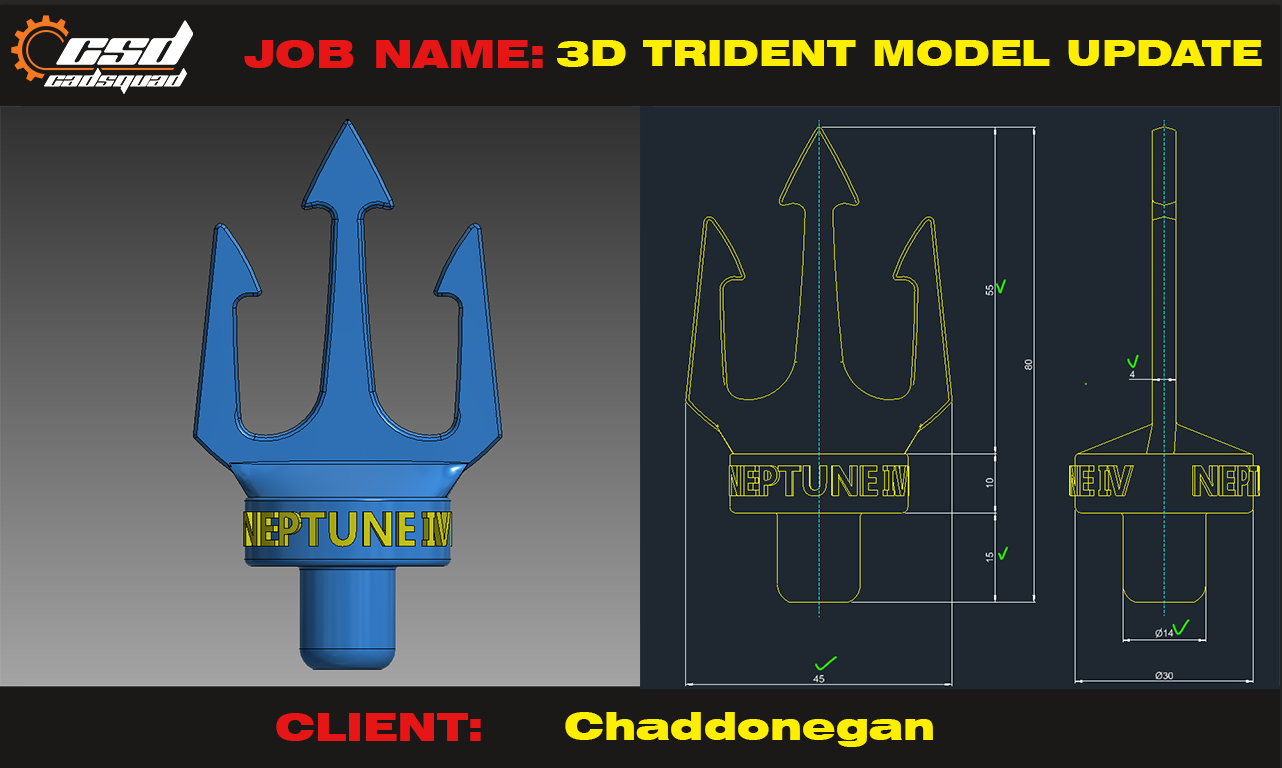 csd
cadsquad
JOB NAME: 3D TRIDENT MODEL UPDATE
NEPTUNE IV
55
80
10
15
45
NEPTUNE IV
4
E IV NEPT
Ø14
Ø30
CLIENT: Chaddonegan